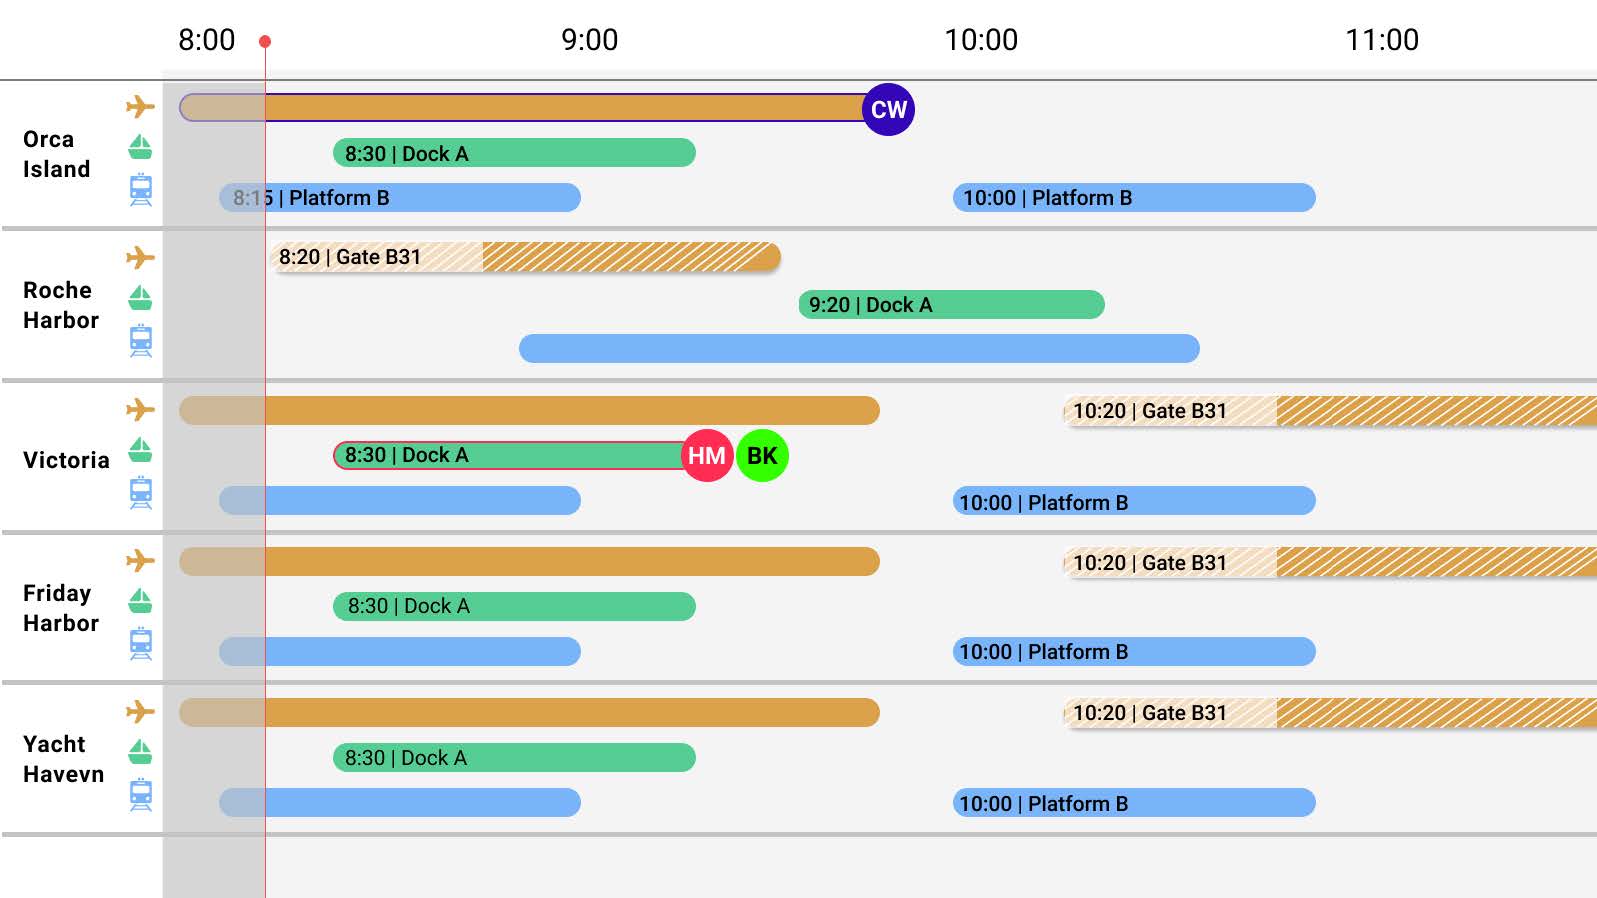 8:00
9:00
10:00
11:00
Orca
Island
CW
8:30 | Dock A
8:15 | Platform B
10:00 | Platform B
Roche
Harbor
8:20 | Gate B31
9:20 | Dock A
Victoria
10:20 | Gate B31
8:30 | Dock A
HM
BK
10:00 | Platform B
Friday
Harbor
10:20 | Gate B31
8:30 | Dock A
10:00 | Platform B
Yacht
Havevn
10:20 | Gate B31
8:30 | Dock A
10:00 | Platform B